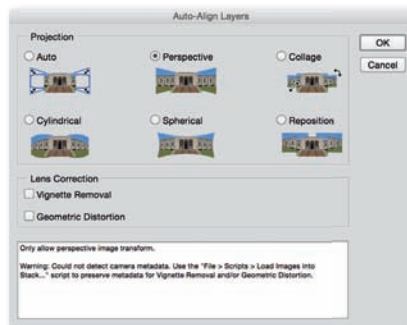 Auto-Align Layers
Projection
Auto
Perspective
Collage
OK
Cancel
Cylindrical
Spherical
Reposition
Lens Correction
Vignette Removal
Geometric Distortion
Only allow perspective image transform.
Warning: Could not detect camera metadata. Use the "File > Scripts > Load Images into
Stack..." script to preserve metadata for Vignette Removal and/or Geometric Distortion.